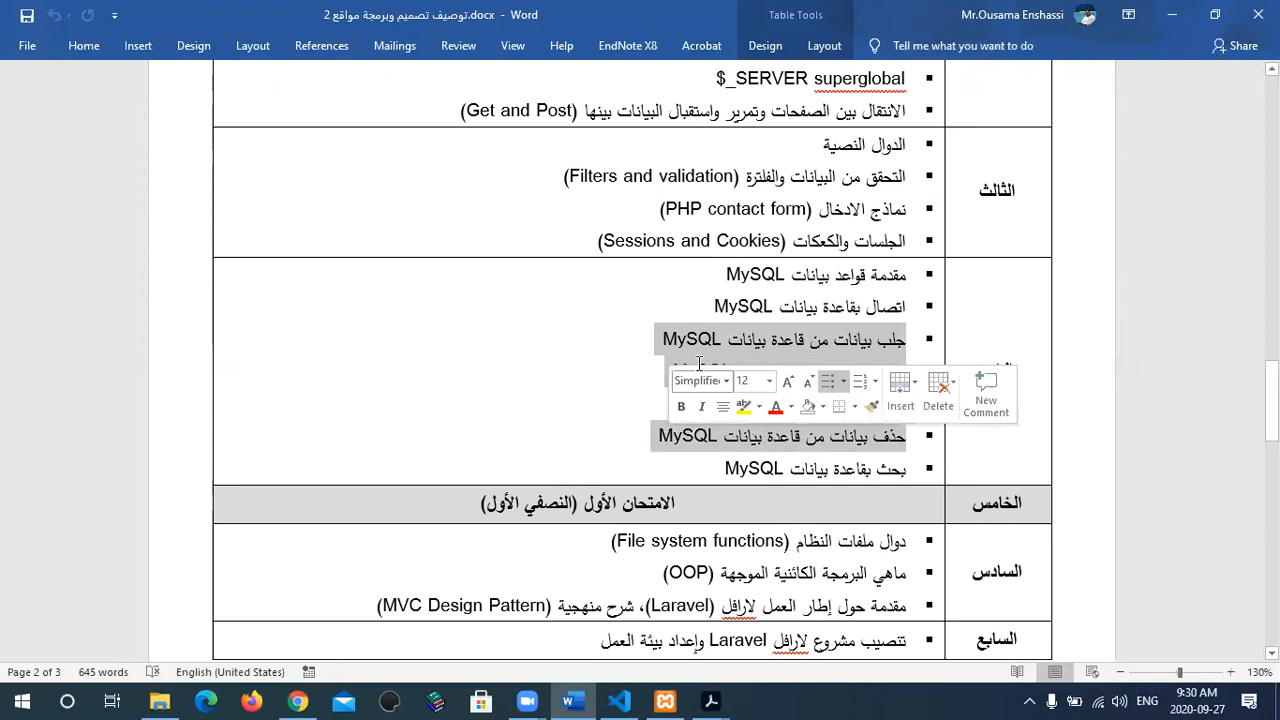 توصيف تصميم وبرمجة مواقع 2.docx - Word
Table Tools
Mr.Ousama Enshassi
File Home Insert Design Layout References Mailings Review View Help EndNote X8 Acrobat Design Layout Tell me what you want to do Share
$_SERVER superglobal
الانتقال بين الصفحات وتمرير واستقبال البيانات بينها (Get and Post)
الثالث
الدوال النصية
التحقق من البيانات والفلترة (Filters and validation)
نماذج الادخال (PHP contact form)
الجلسات والكعكات (Sessions and Cookies)
مقدمة قواعد بيانات MySQL
اتصال بقاعدة بيانات MySQL
جلب بيانات من قاعدة بيانات MySQL
Simplified 12
Insert Delete New Comment
حذف بيانات من قاعدة بيانات MySQL
بحث بقاعدة بيانات MySQL
الخامس
الامتحان الأول (النصفي الأول)
السادس
دوال ملفات النظام (File system functions)
ماهي البرمجة الكائنية الموجهة (OOP)
مقدمة حول إطار العمل لارافل (Laravel)، شرح منهجية (MVC Design Pattern)
السابع
تنصيب مشروع لارافل Laravel وإعداد بيئة العمل
Page 2 of 3 645 words English (United States) 130%
ENG 9:30 AM
2020-09-27